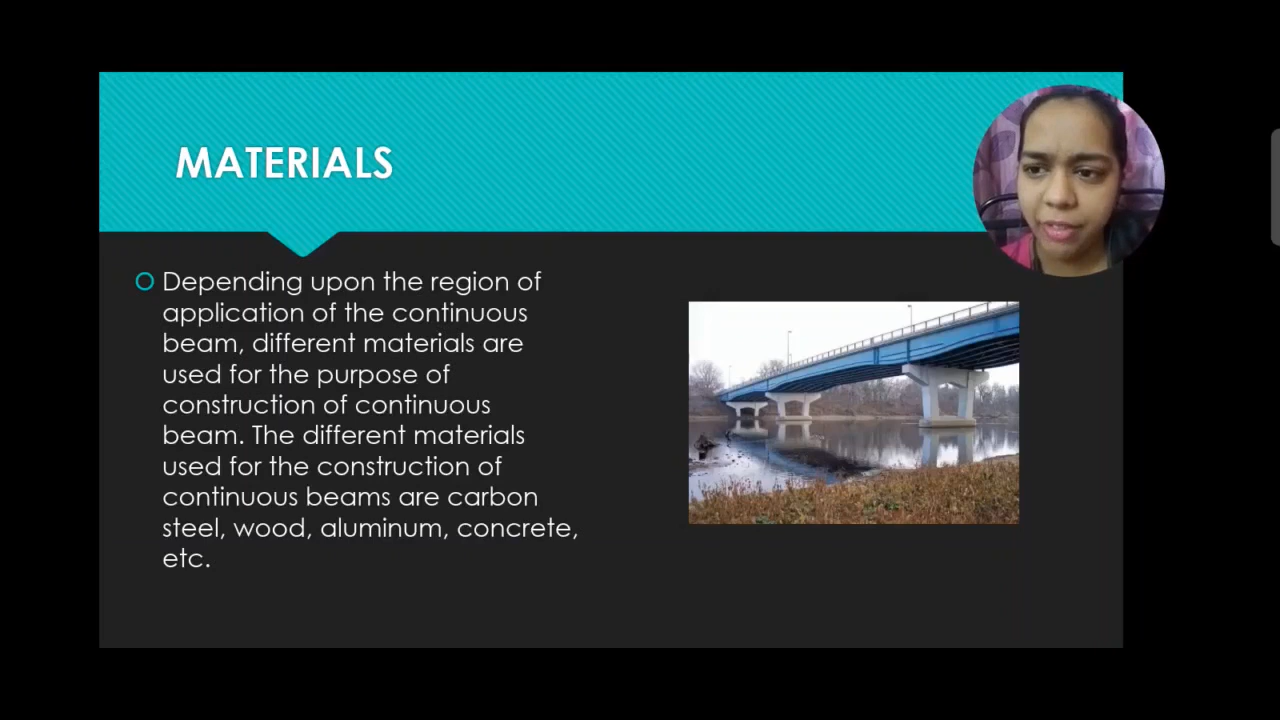 MATERIALS
Depending upon the region of
application of the continuous
beam, different materials are
used for the purpose of
construction of continuous
beam. The different materials
used for the construction of
continuous beams are carbon
steel, wood, aluminum, concrete,
etc.